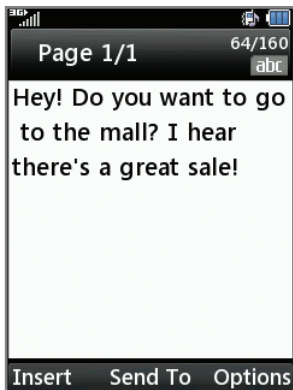 3G
Page 1/1
64/160
abc
Hey! Do you want to go
to the mall? I hear
there's a great sale!
Insert Send To Options